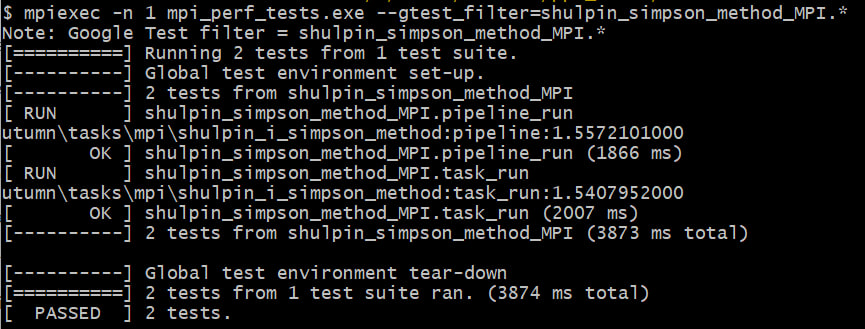 $ mpiexec -n 1 mpi_perf_tests.exe --gtest_filter=shulpin_simpson_method_MPI.*
Note: Google Test filter = shulpin_simpson_method_MPI.*
[==========] Running 2 tests from 1 test suite.
[----------] Global test environment set-up.
[----------] 2 tests from shulpin_simpson_method_MPI
[ RUN      ] shulpin_simpson_method_MPI.pipeline_run
utumn\tasks\mpi\shulpin_i_simpson_method:pipeline:1.5572101000
[       OK ] shulpin_simpson_method_MPI.pipeline_run (1866 ms)
[ RUN      ] shulpin_simpson_method_MPI.task_run
utumn\tasks\mpi\shulpin_i_simpson_method:task_run:1.5407952000
[       OK ] shulpin_simpson_method_MPI.task_run (2007 ms)
[----------] 2 tests from shulpin_simpson_method_MPI (3873 ms total)
[----------] Global test environment tear-down
[==========] 2 tests from 1 test suite ran. (3874 ms total)
[  PASSED  ] 2 tests.